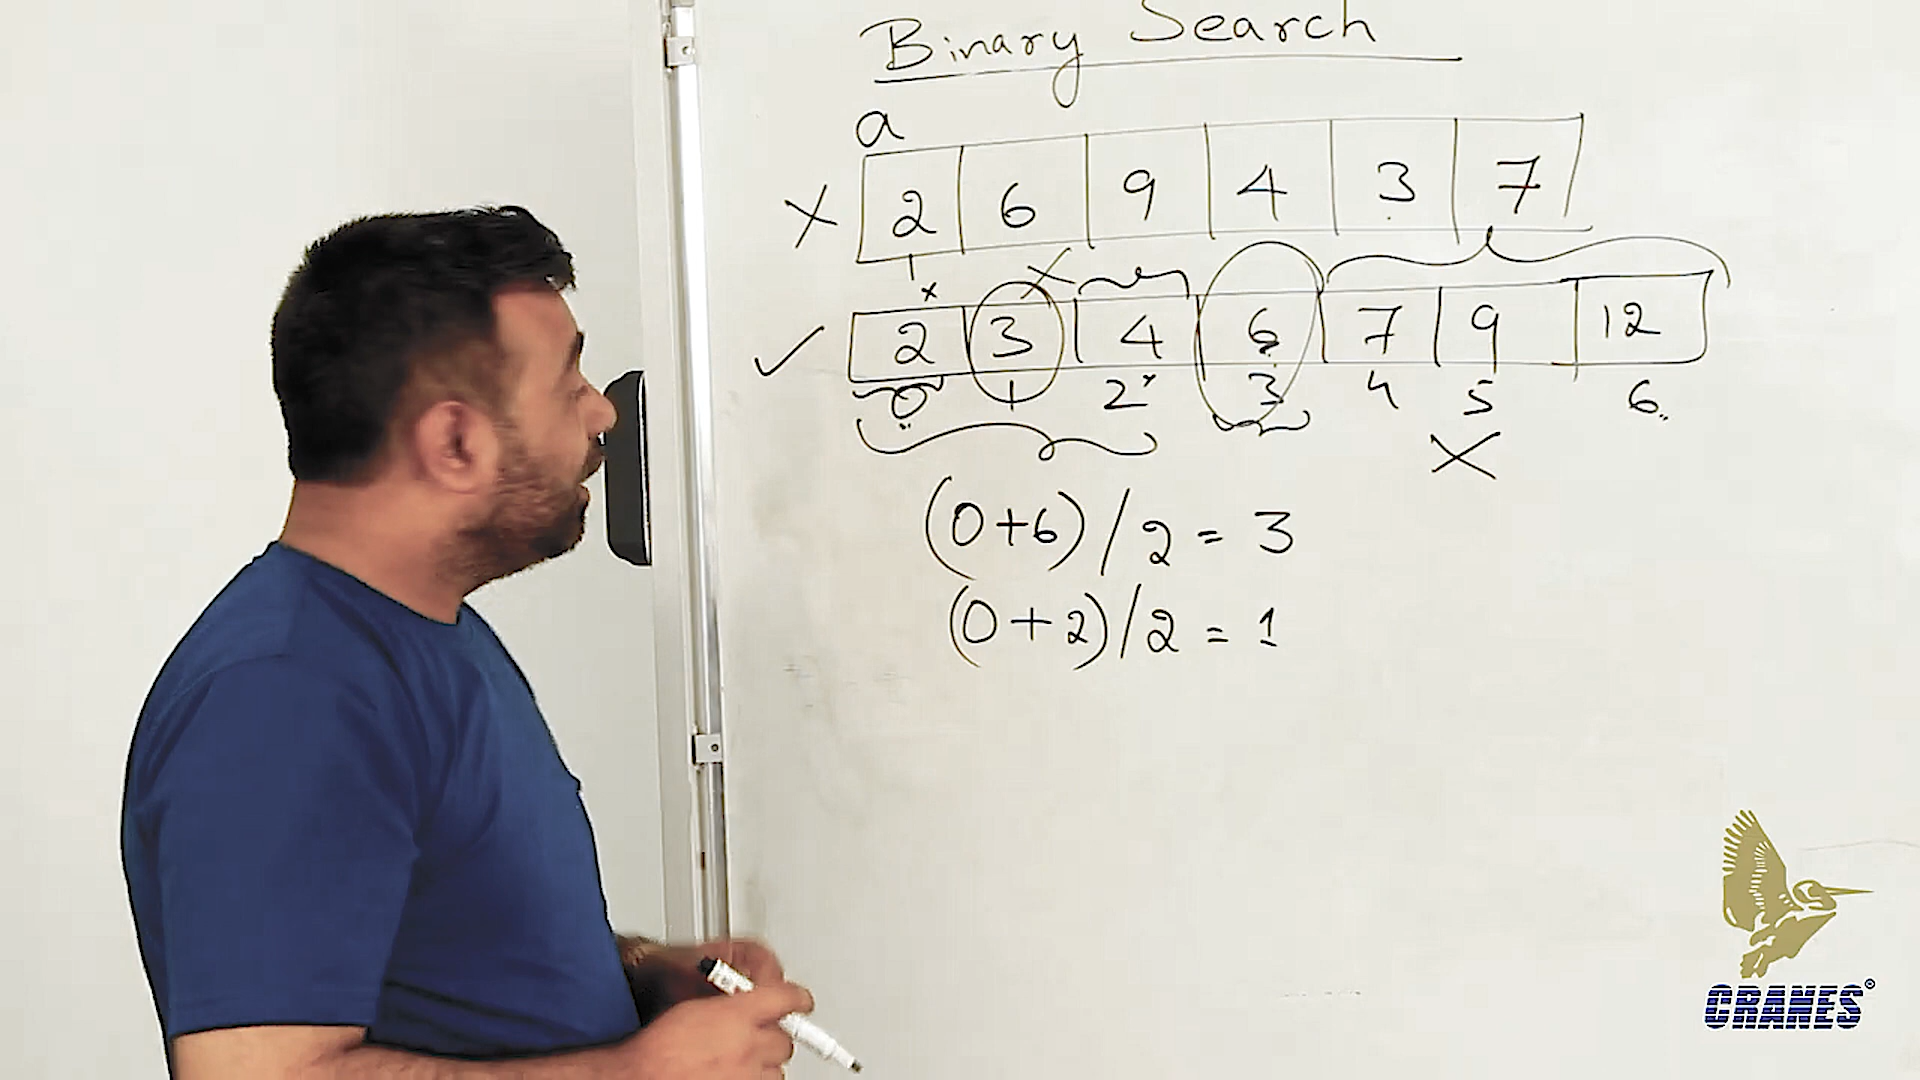 Binary Search
a
X 2 6 9 4 3 7
x X
✓ 2 3 4 6 7 9 12
0 1 2 3 4 5 6
X
(0+6)/2 = 3
(0+2)/2 = 1
CRANES®